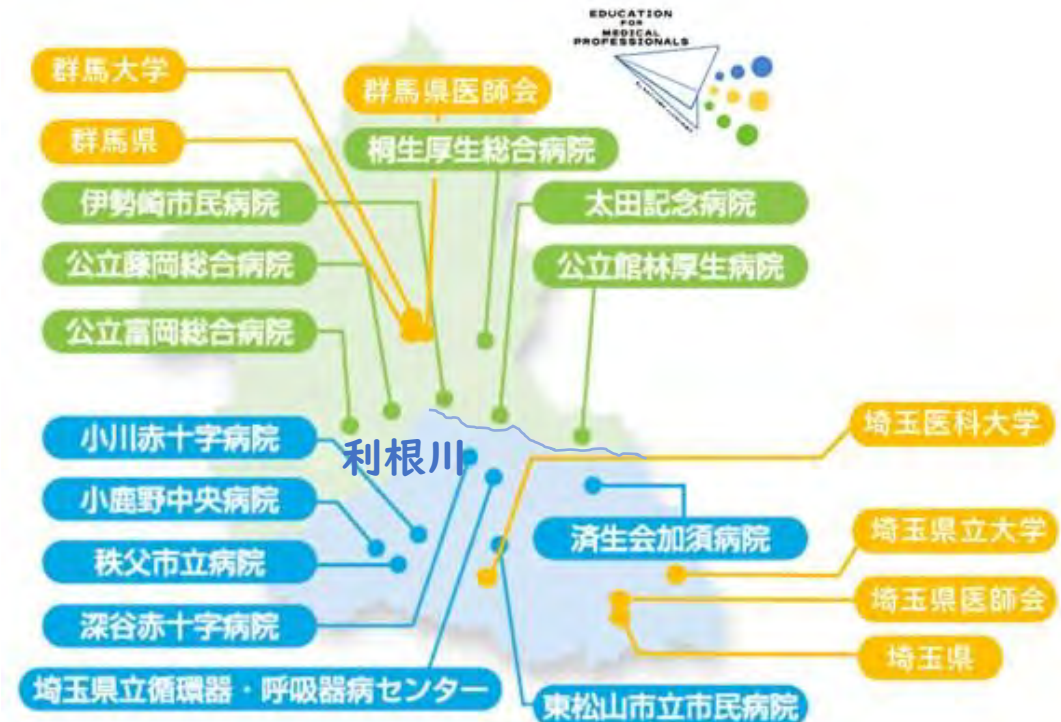 EDUCATION
FOR
MEDICAL
PROFESSIONALS
群馬大学
群馬県医師会
群馬県
桐生厚生総合病院
伊勢崎市民病院
太田記念病院
公立藤岡総合病院
公立館林厚生病院
公立富岡総合病院
埼玉医科大学
小川赤十字病院
利根川
小鹿野中央病院
済生会加須病院
埼玉県立大学
秩父市立病院
埼玉県医師会
深谷赤十字病院
埼玉県
埼玉県立循環器・呼吸器病センター
東松山市立市民病院